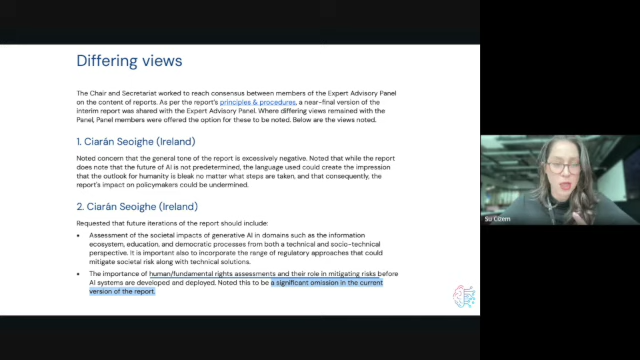 Differing views
The Chair and Secretariat worked to reach consensus between members of the Expert Advisory Panel
on the content of reports. As per the report's principles & procedures, a near-final version of the
interim report was shared with the Expert Advisory Panel. Where differing views remained with the
Panel, Panel members were offered the option for these to be noted. Below are the views noted.
1. Ciarán Seoighe (Ireland)
Noted concern that the general tone of the report is excessively negative. Noted that while the report
does note that the future of AI is not predetermined, the language used could create the impression
that the outlook for humanity is bleak no matter what steps are taken, and that consequently, the
report's impact on policymakers could be undermined.
2. Ciarán Seoighe (Ireland)
Requested that future iterations of the report should include:
• Assessment of the societal impacts of generative AI in domains such as the information
ecosystem, education, and democratic processes from both a technical and socio-technical
perspective. It is important also to incorporate the range of regulatory approaches that could
mitigate societal risk along with technical solutions.
• The importance of human/fundamental rights assessments and their role in mitigating risks before
AI systems are developed and deployed. Noted this to be a significant omission in the current
version of the report.
Su Cizem